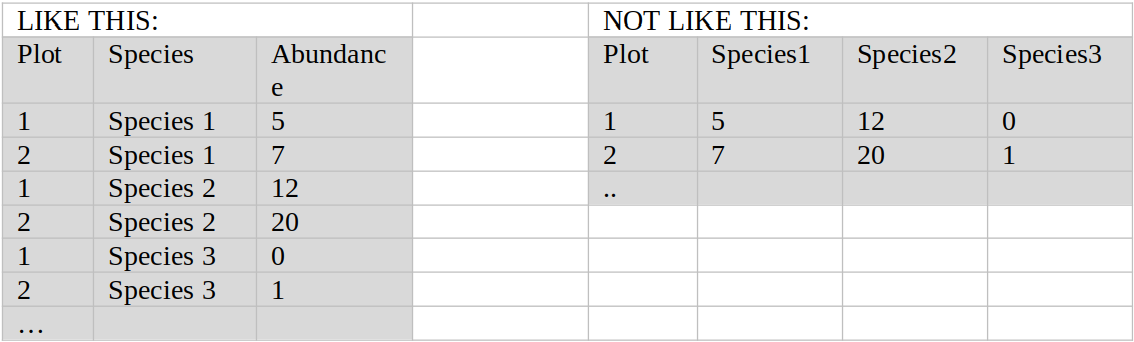 LIKE THIS: NOT LIKE THIS:
Plot Species Abundanc Plot Species1 Species2 Species3
e
1 Species 1 5 1 5 12 0
2 Species 1 7 2 7 20 1
1 Species 2 12 ..
2 Species 2 20
1 Species 3 0
2 Species 3 1
…